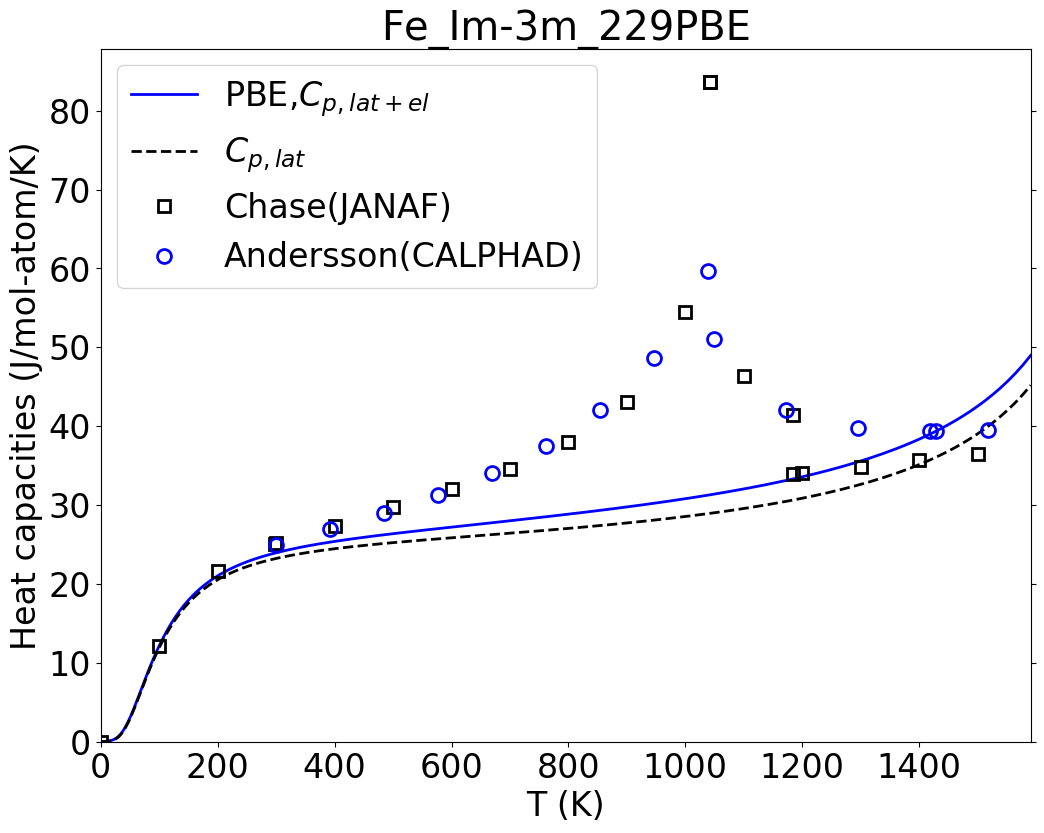 Fe_Im-3m_229PBE
PBE,C_{p, lat+el}
C_{p, lat}
Chase(JANAF)
Andersson(CALPHAD)
Heat capacities (J/mol-atom/K)
80
70
60
50
40
30
20
10
0
0 200 400 600 800 1000 1200 1400
T (K)